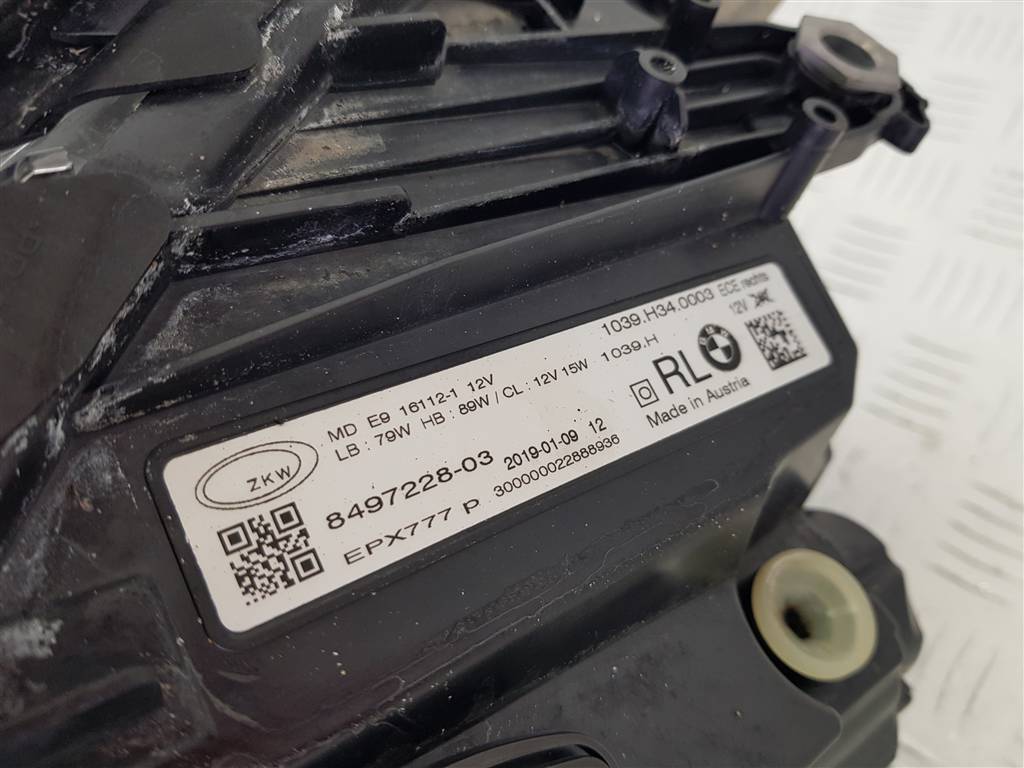 MD E9 16112-1 12V
LB : 79W HB : 89W / CL : 12V 15W
1039.H34.0003 ECE rechts
1039.H
12V
ZKW
RL
BMW
8497228-03 2019-01-09 12
Made in Austria
EPX777 P 300000022888936